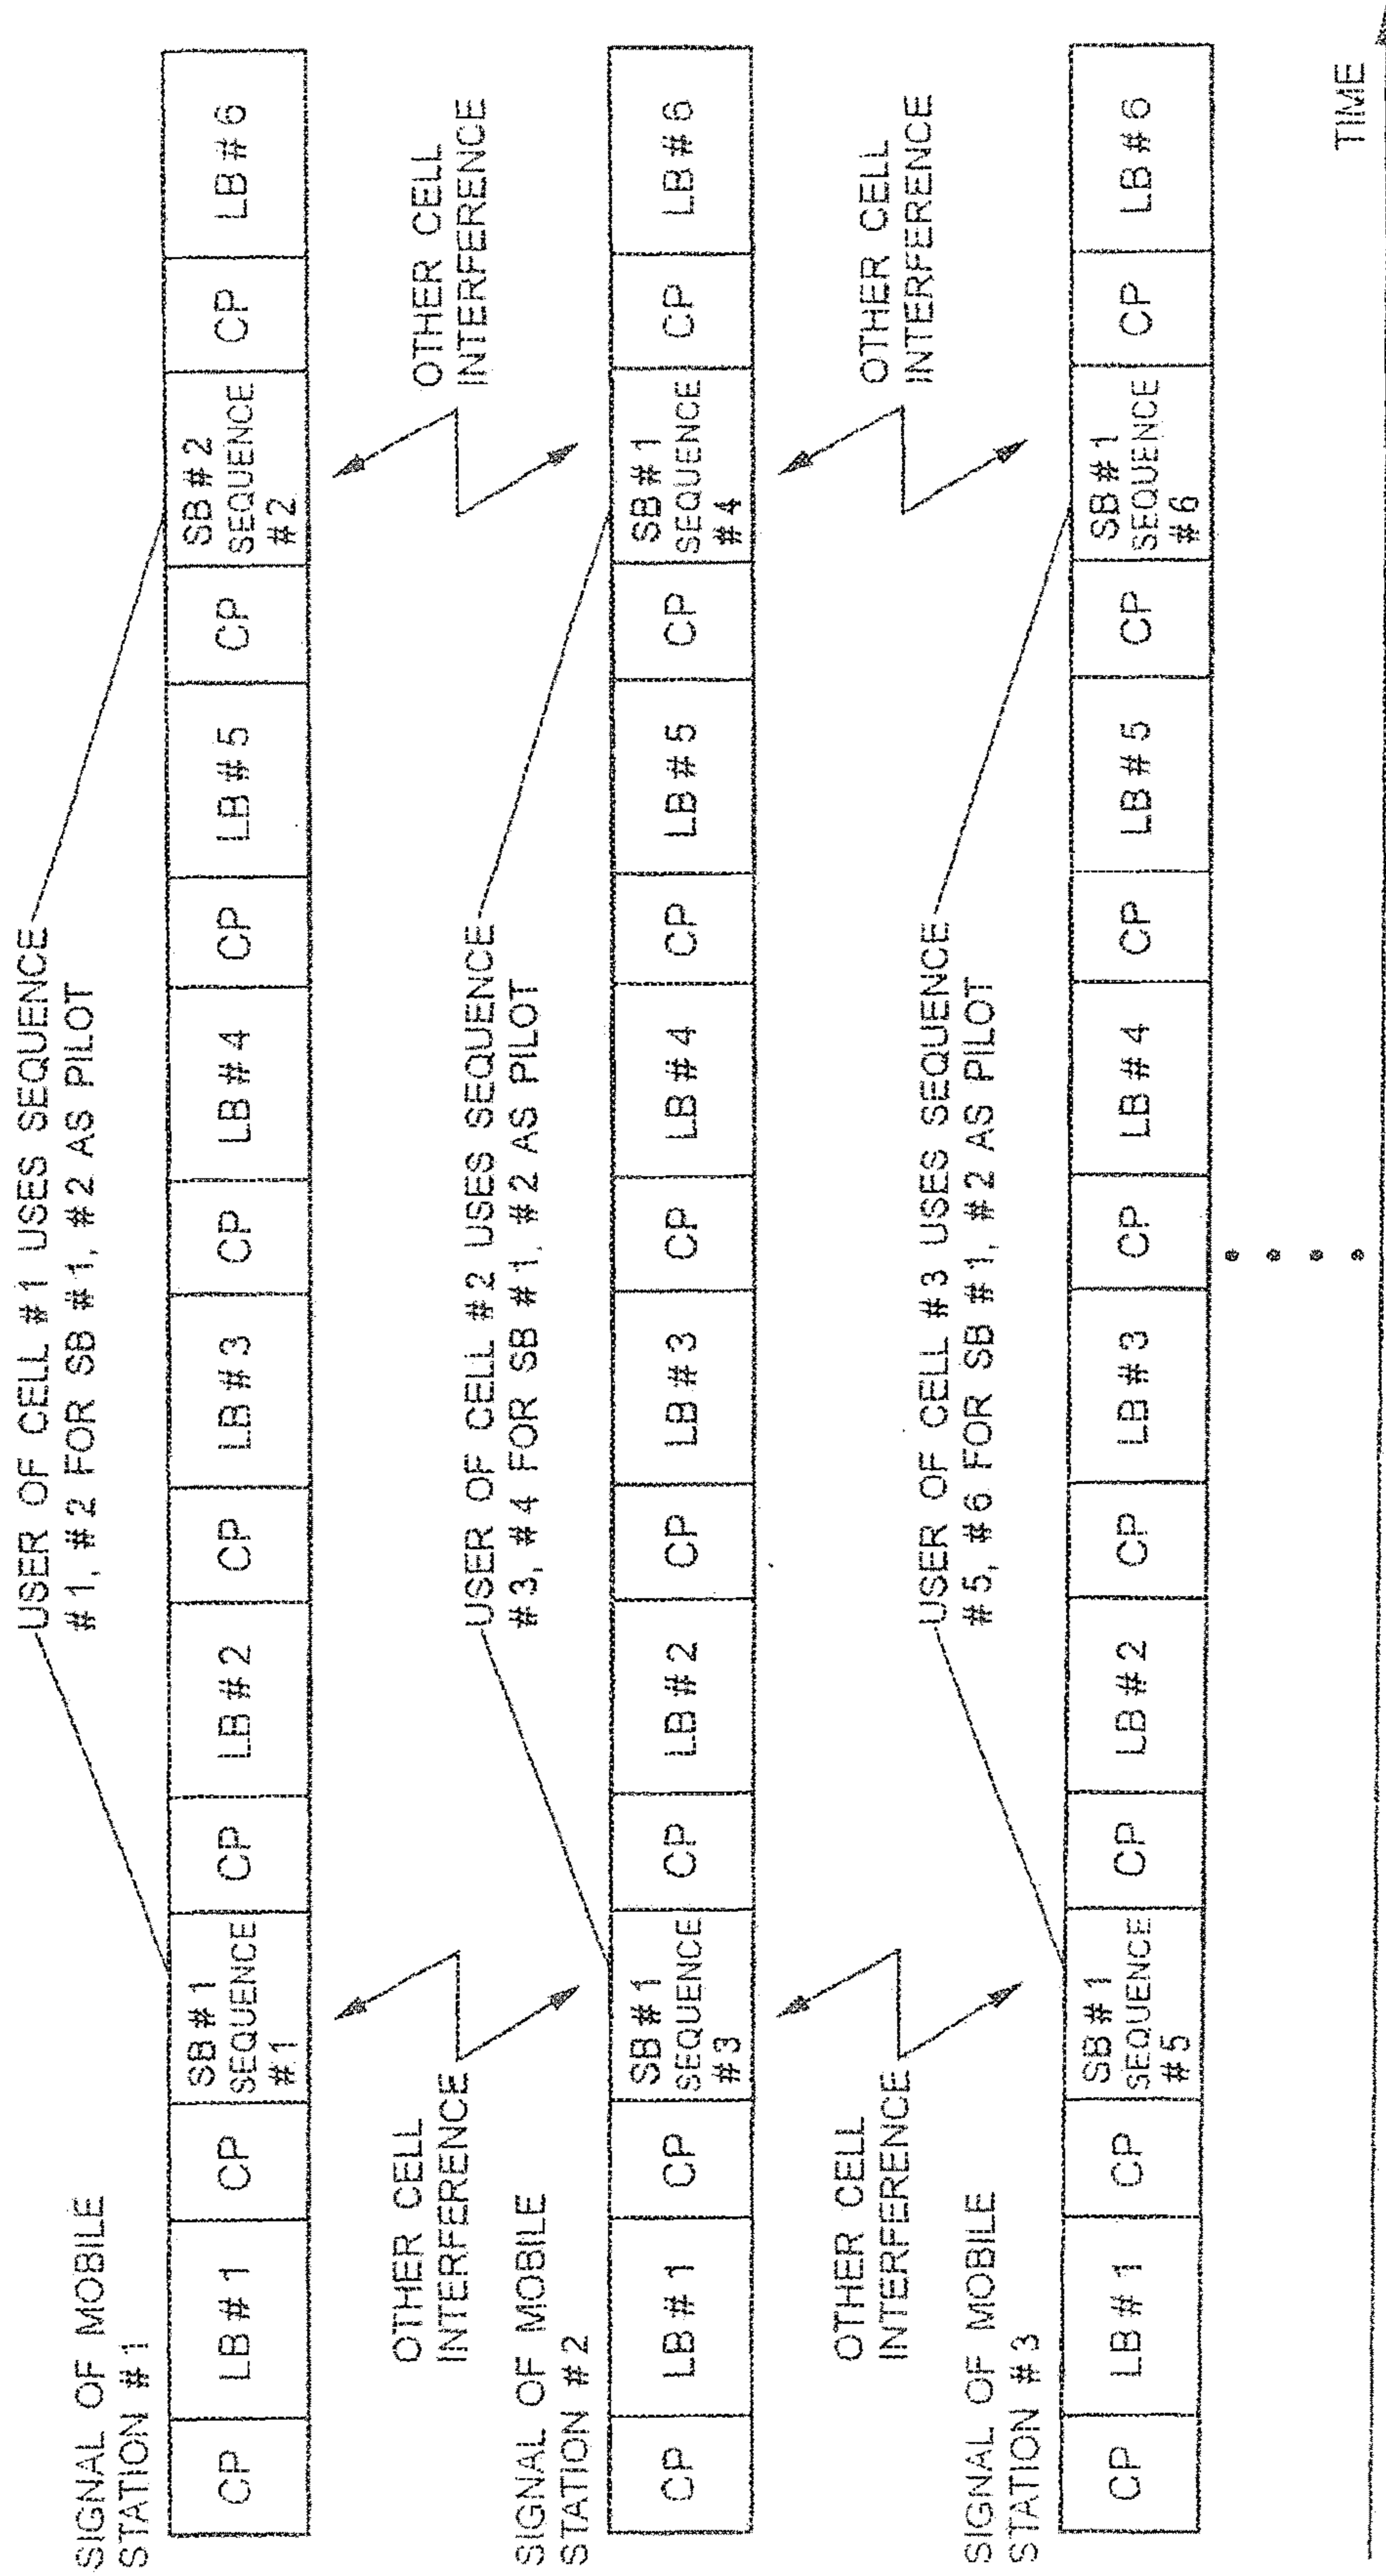 USER OF CELL #1 USES SEQUENCE
#1, #2 FOR SB #1, #2 AS PILOT
SIGNAL OF MOBILE
STATION #1
CP
LB #1
CP
SB #1
SEQUENCE
#1
CP
LB #2
CP
LB #3
CP
LB #4
CP
LB #5
CP
SB #2
SEQUENCE
#2
CP
LB #6
OTHER CELL
INTERFERENCE
OTHER CELL
INTERFERENCE
USER OF CELL #2 USES SEQUENCE
#3, #4 FOR SB #1, #2 AS PILOT
SIGNAL OF MOBILE
STATION #2
CP
LB #1
CP
SB #1
SEQUENCE
#3
CP
LB #2
CP
LB #3
CP
LB #4
CP
LB #5
CP
SB #1
SEQUENCE
#4
CP
LB #6
OTHER CELL
INTERFERENCE
OTHER CELL
INTERFERENCE
USER OF CELL #3 USES SEQUENCE
#5, #6 FOR SB #1, #2 AS PILOT
SIGNAL OF MOBILE
STATION #3
CP
LB #1
CP
SB #1
SEQUENCE
#5
CP
LB #2
CP
LB #3
CP
LB #4
CP
LB #5
CP
SB #1
SEQUENCE
#6
CP
LB #6
TIME